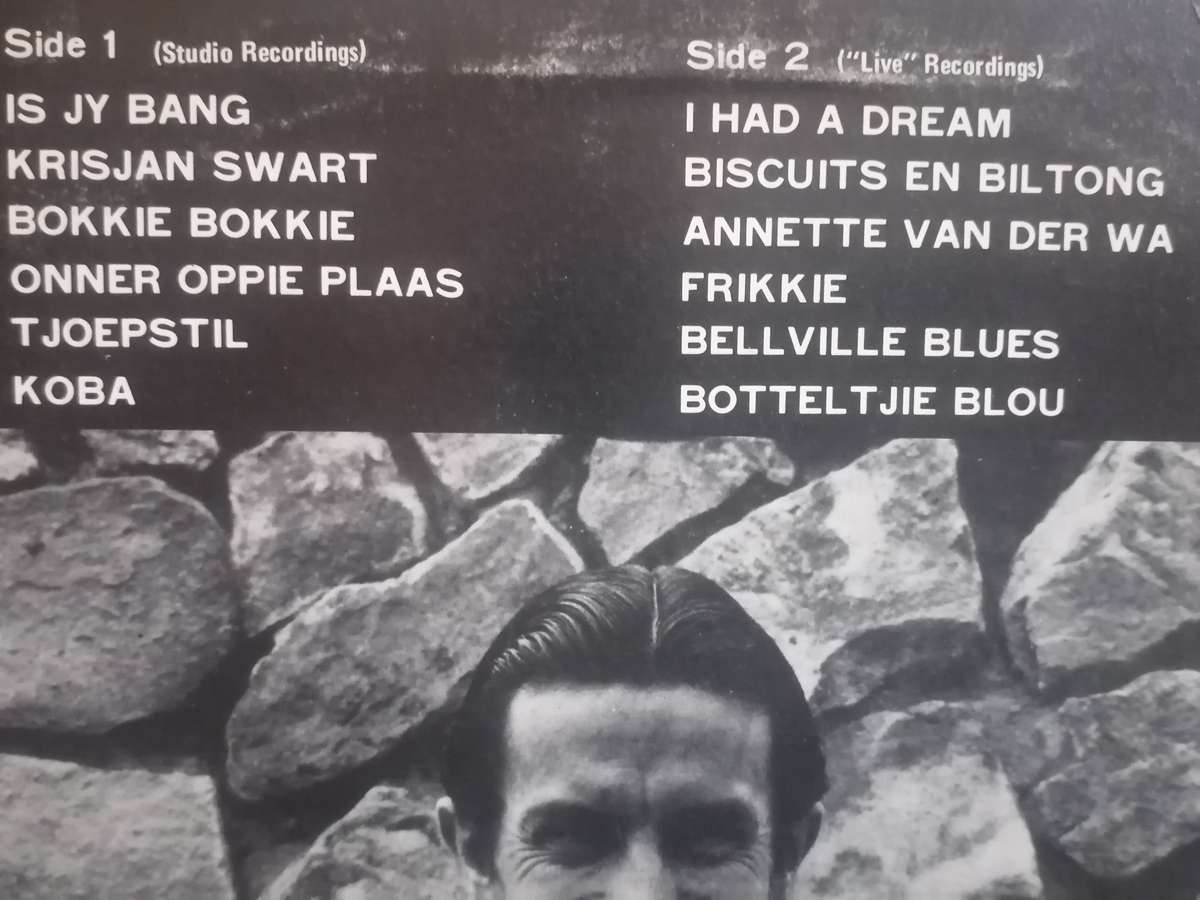 Side 1 (Studio Recordings)
IS JY BANG
KRISJAN SWART
BOKKIE BOKKIE
ONNER OPPIE PLAAS
TJOEPSTIL
KOBA
Side 2 ("Live" Recordings)
I HAD A DREAM
BISCUITS EN BILTONG
ANNETTE VAN DER WA
FRIKKIE
BELLVILLE BLUES
BOTTELTJIE BLOU